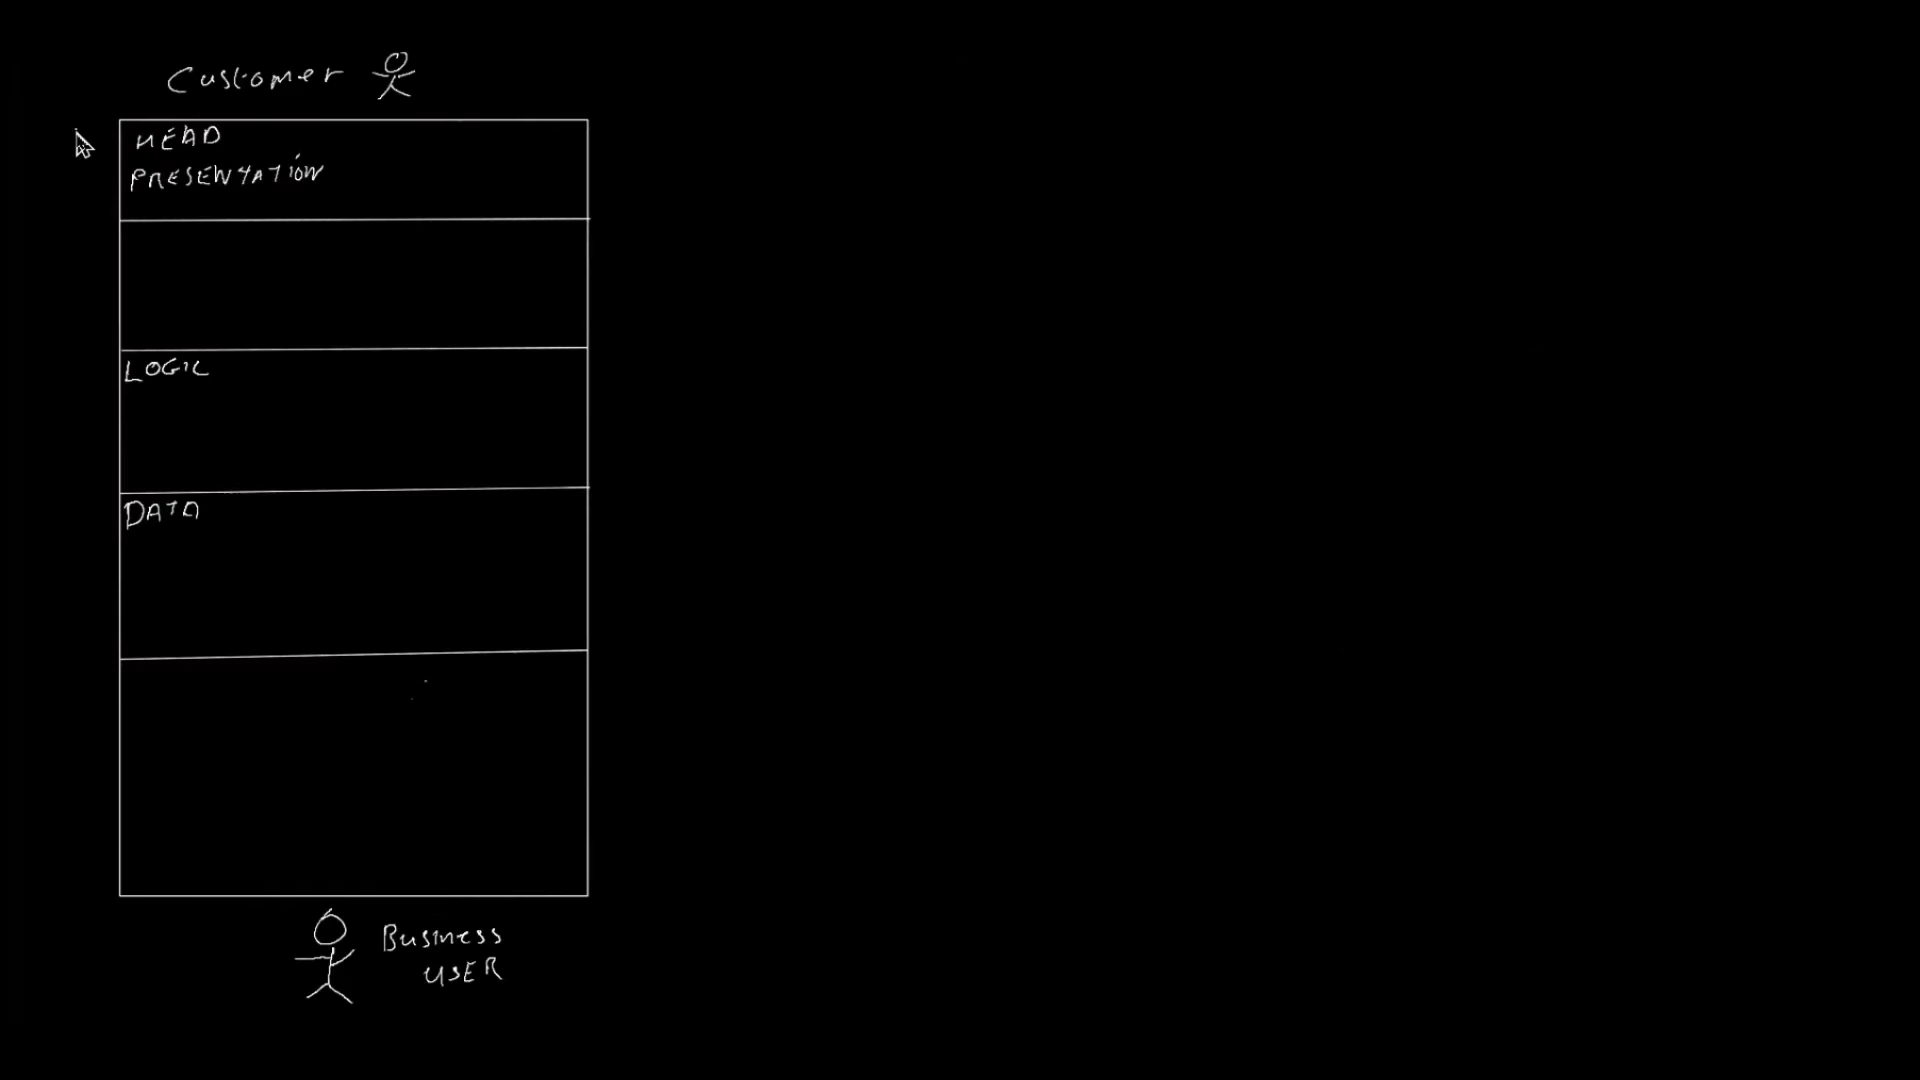 Customer
HEAD
PRESENTATION
LOGIC
DATA
Business
USER